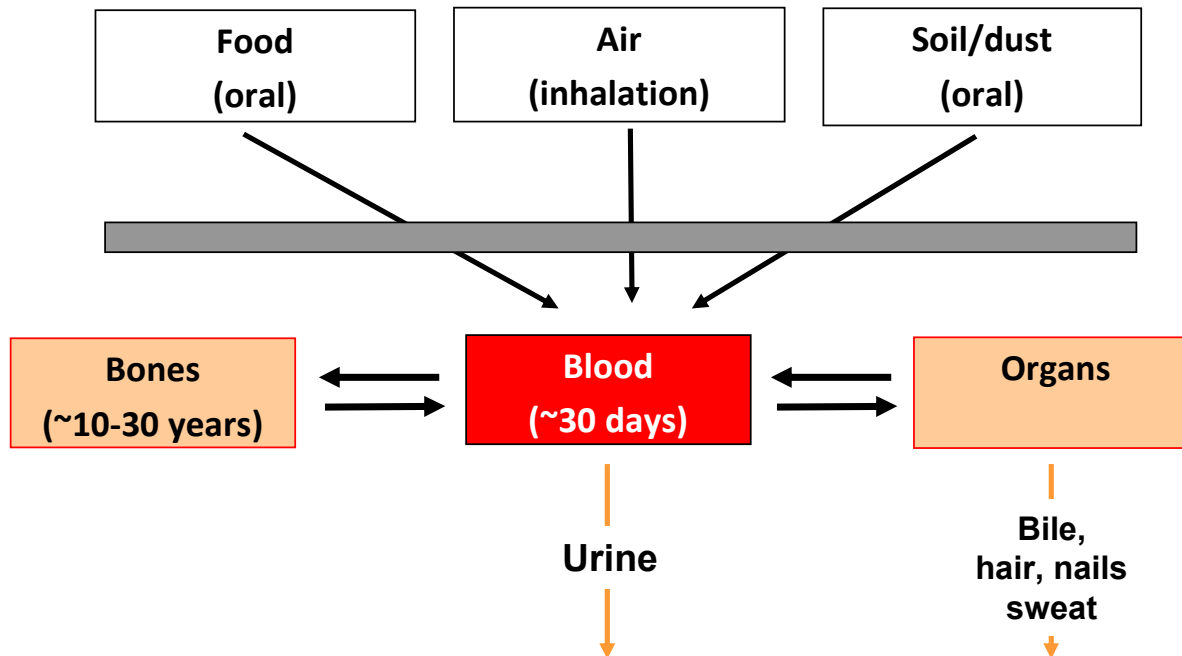 Food
(oral)
Air
(inhalation)
Soil/dust
(oral)
Bones
(~10-30 years)
Blood
(~30 days)
Organs
Urine
Bile,
hair, nails
sweat